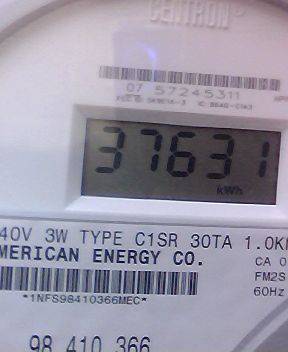 CENTRON®
07 57245311
37631
kWh
40V 3W TYPE C1SR 30TA 1.0K
MERICAN ENERGY CO.
CA 0
FM2S
60Hz
*1NFS98410366MEC*
98 410 366